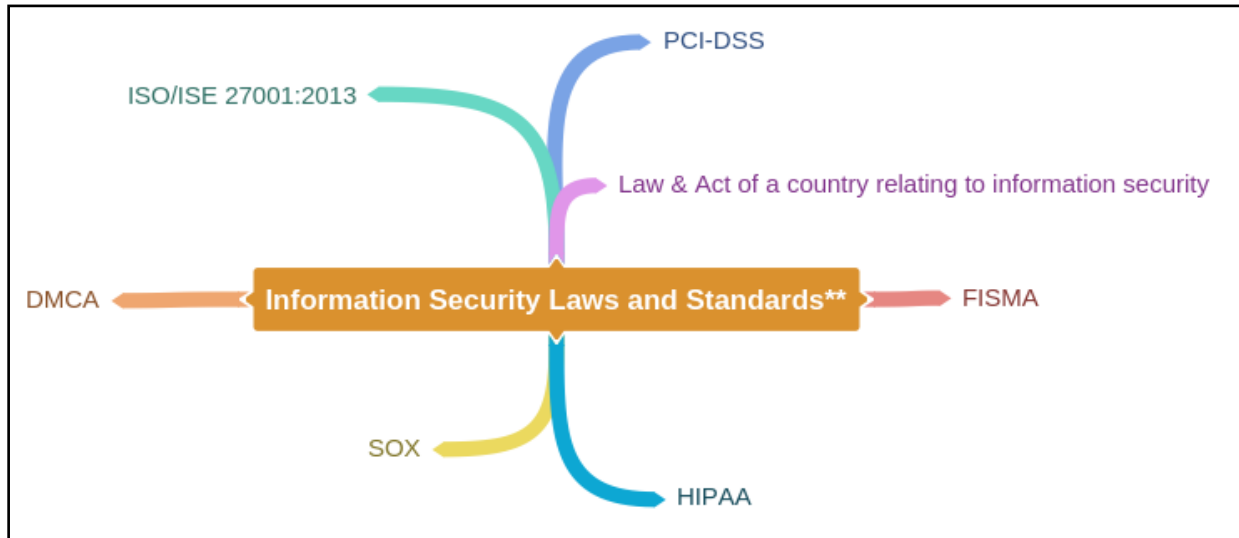 PCI-DSS
ISO/ISE 27001:2013
Law & Act of a country relating to information security
DMCA
Information Security Laws and Standards**
FISMA
SOX
HIPAA